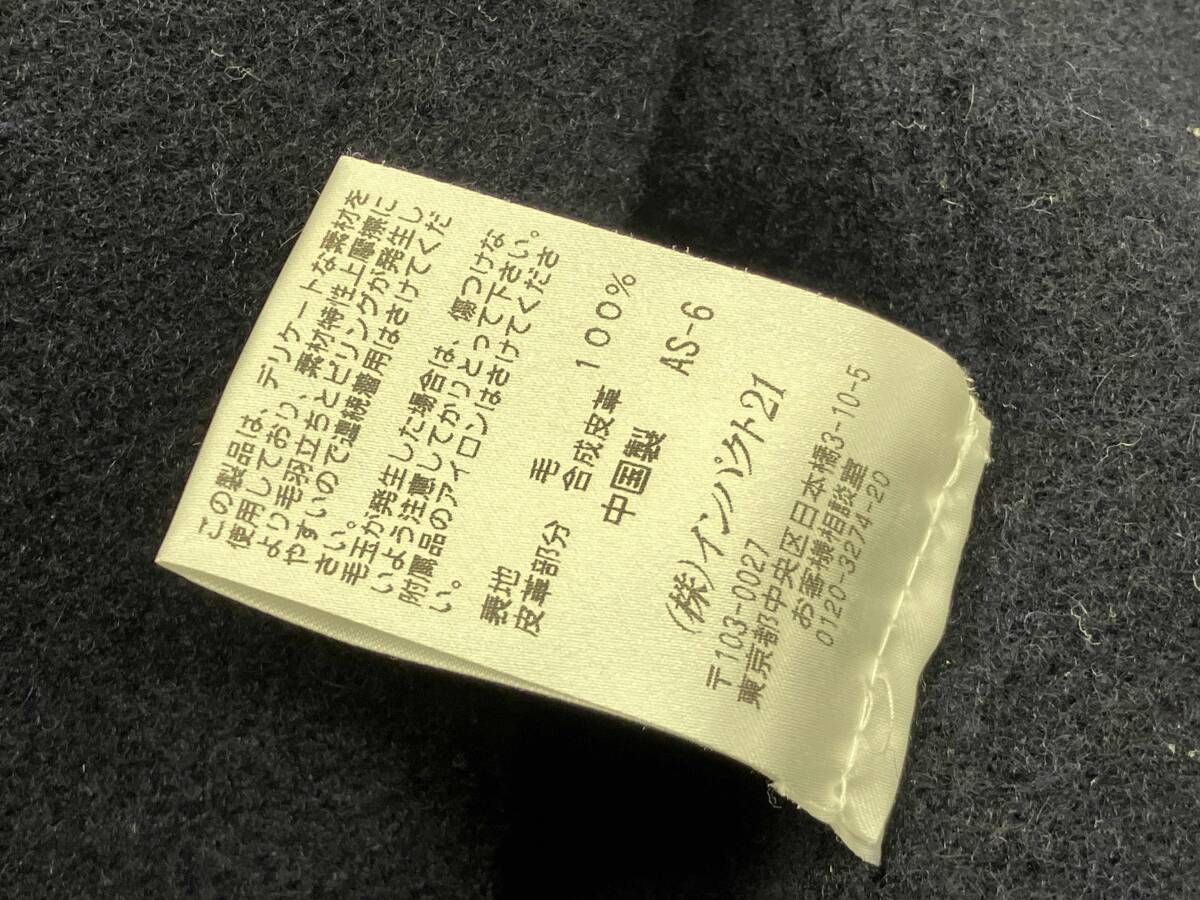 この製品は、デリケートな素材を
使用しており、素材特性上摩擦に
より毛羽立ちとピリングが発生し
やすいので連続着用はさけてくだ
さい。
毛玉が発生した場合は、傷つけな
いよう注意してかりとって下さい。
附属品のアイロンはさけてくださ
い。
表地 毛 100%
皮革部分 合成皮革
中国製 AS-6
(株)インパクト21
〒103-0027
東京都中央区日本橋3-10-5
お客様相談室
0120-3274-20